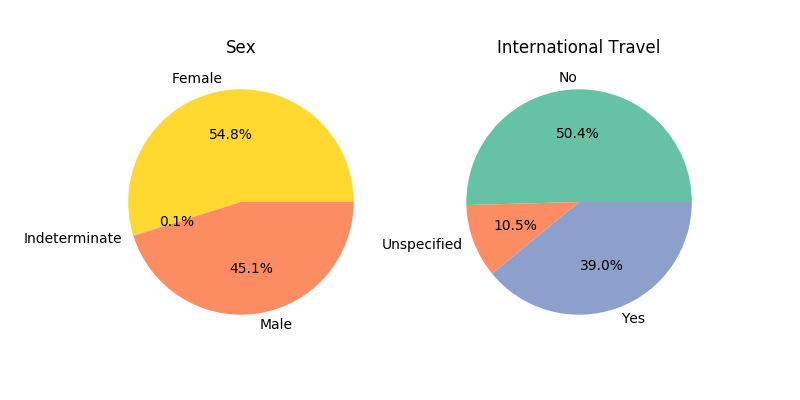 Sex
Female
54.8%
0.1%
Indeterminate
45.1%
Male
International Travel
No
50.4%
10.5%
Unspecified
39.0%
Yes